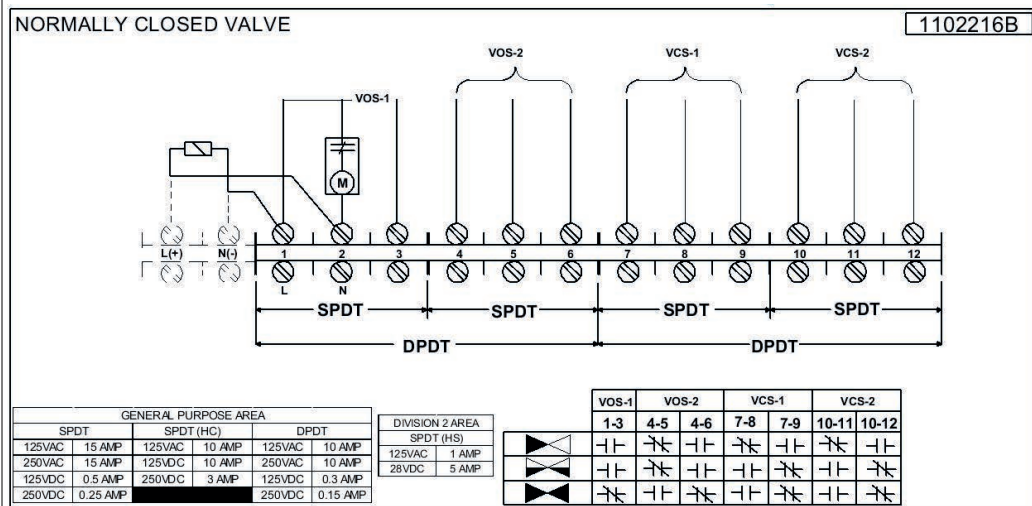 NORMALLY CLOSED VALVE
1102216B
VOS-2 VCS-1 VCS-2
VOS-1
M
L(+) N(-) 1 2 3 4 5 6 7 8 9 10 11 12
L N
SPDT SPDT SPDT SPDT
DPDT DPDT
GENERAL PURPOSE AREA
SPDT SPDT (HC) DPDT
125VAC 15 AMP 125VAC 10 AMP 125VAC 10 AMP
250VAC 15 AMP 125VDC 10 AMP 250VAC 10 AMP
125VDC 0.5 AMP 250VDC 3 AMP 125VDC 0.3 AMP
250VDC 0.25 AMP 250VDC 0.15 AMP
DIVISION 2 AREA
SPDT (HS)
125VAC 1 AMP
28VDC 5 AMP
VOS-1 VOS-2 VCS-1 VCS-2
1-3 4-5 4-6 7-8 7-9 10-11 10-12